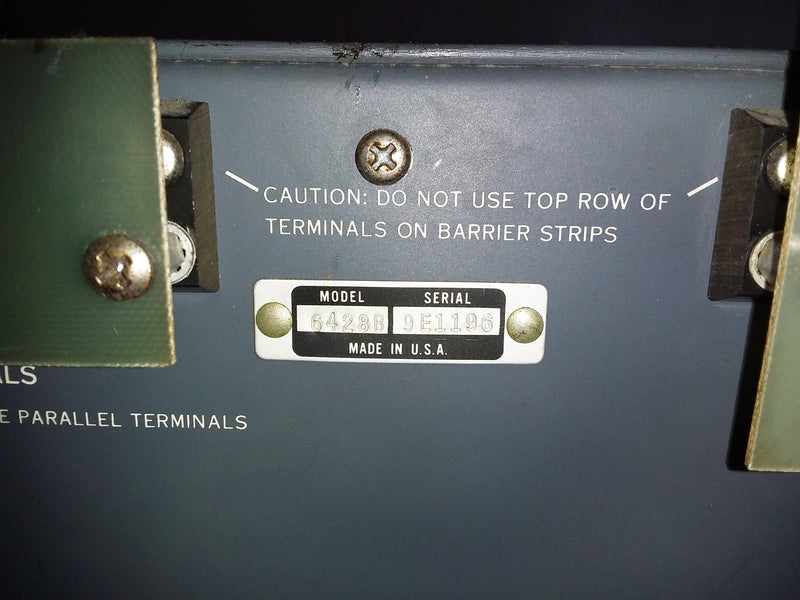 CAUTION: DO NOT USE TOP ROW OF
TERMINALS ON BARRIER STRIPS
MODEL SERIAL
6428B 9E1196
MADE IN U.S.A.
ALS
E PARALLEL TERMINALS